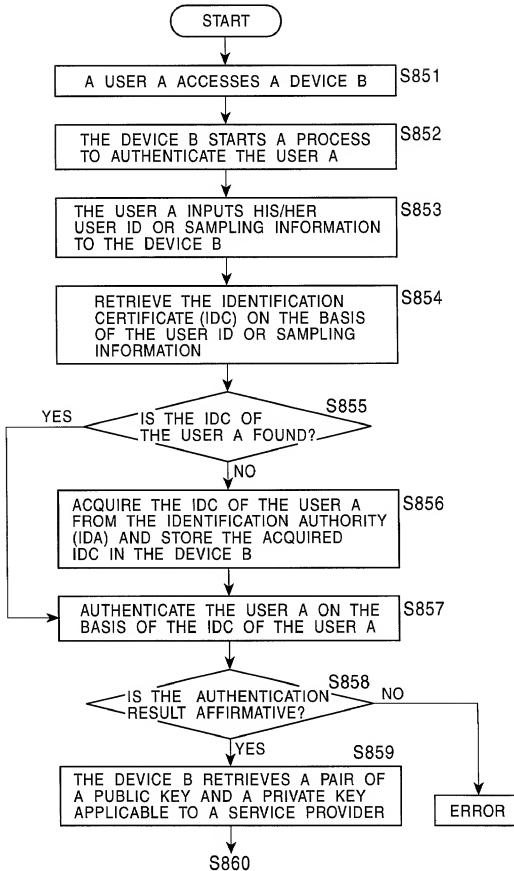 START
A USER A ACCESSES A DEVICE B
S851
THE DEVICE B STARTS A PROCESS
TO AUTHENTICATE THE USER A
S852
THE USER A INPUTS HIS/HER
USER ID OR SAMPLING INFORMATION
TO THE DEVICE B
S853
RETRIEVE THE IDENTIFICATION
CERTIFICATE (IDC) ON THE BASIS
OF THE USER ID OR SAMPLING
INFORMATION
S854
IS THE IDC OF
THE USER A FOUND?
S855
YES
NO
ACQUIRE THE IDC OF THE USER A
FROM THE IDENTIFICATION AUTHORITY
(IDA) AND STORE THE ACQUIRED
IDC IN THE DEVICE B
S856
AUTHENTICATE THE USER A ON THE
BASIS OF THE IDC OF THE USER A
S857
IS THE AUTHENTICATION
RESULT AFFIRMATIVE?
S858
NO
YES
S859
THE DEVICE B RETRIEVES A PAIR OF
A PUBLIC KEY AND A PRIVATE KEY
APPLICABLE TO A SERVICE PROVIDER
ERROR
S860